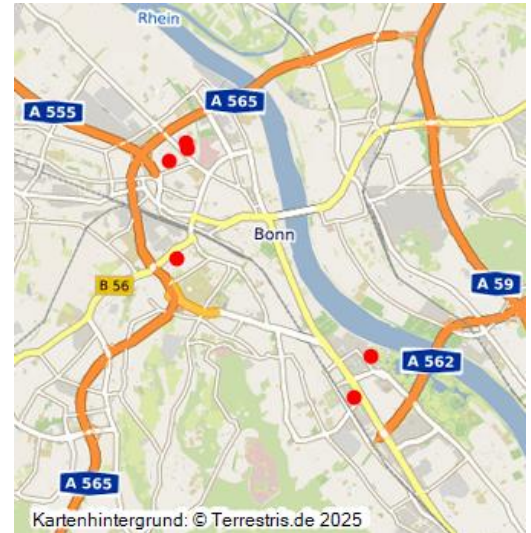 Rhein
A 555
A 565
Bonn
B 56
A 59
A 562
A 565
Kartenhintergrund: © Terrestris.de 2025